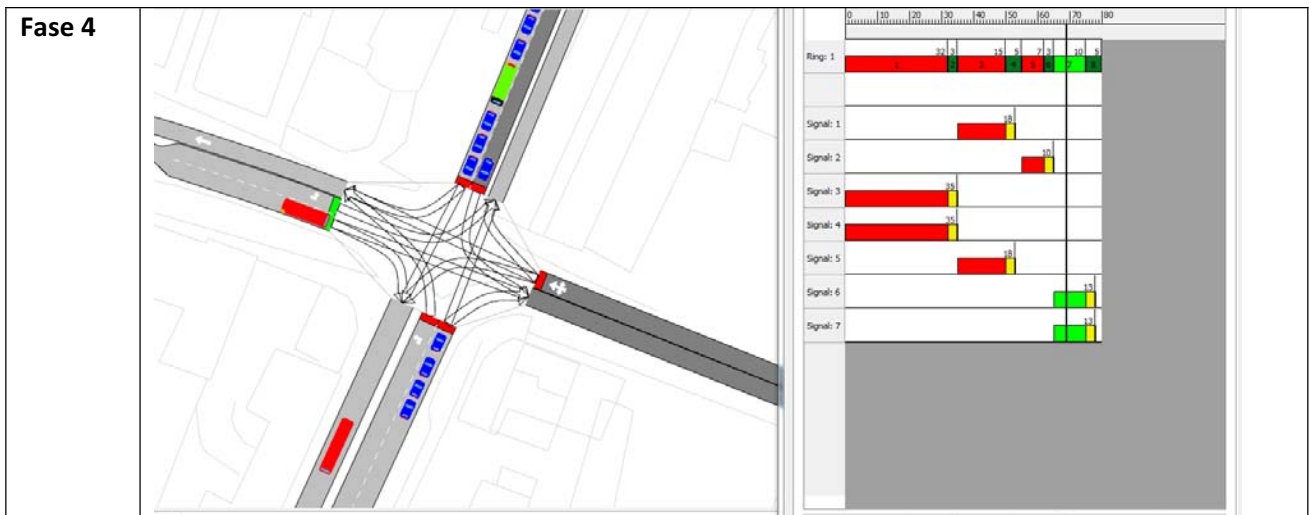 Fase 4
0 10 20 30 40 50 60 70 80
Ring: 1
32 3 15 5 7 3 10 5
1 2 3 4 5 6 7 8
Signal: 1
18
Signal: 2
10
Signal: 3
35
Signal: 4
35
Signal: 5
18
Signal: 6
13
Signal: 7
13